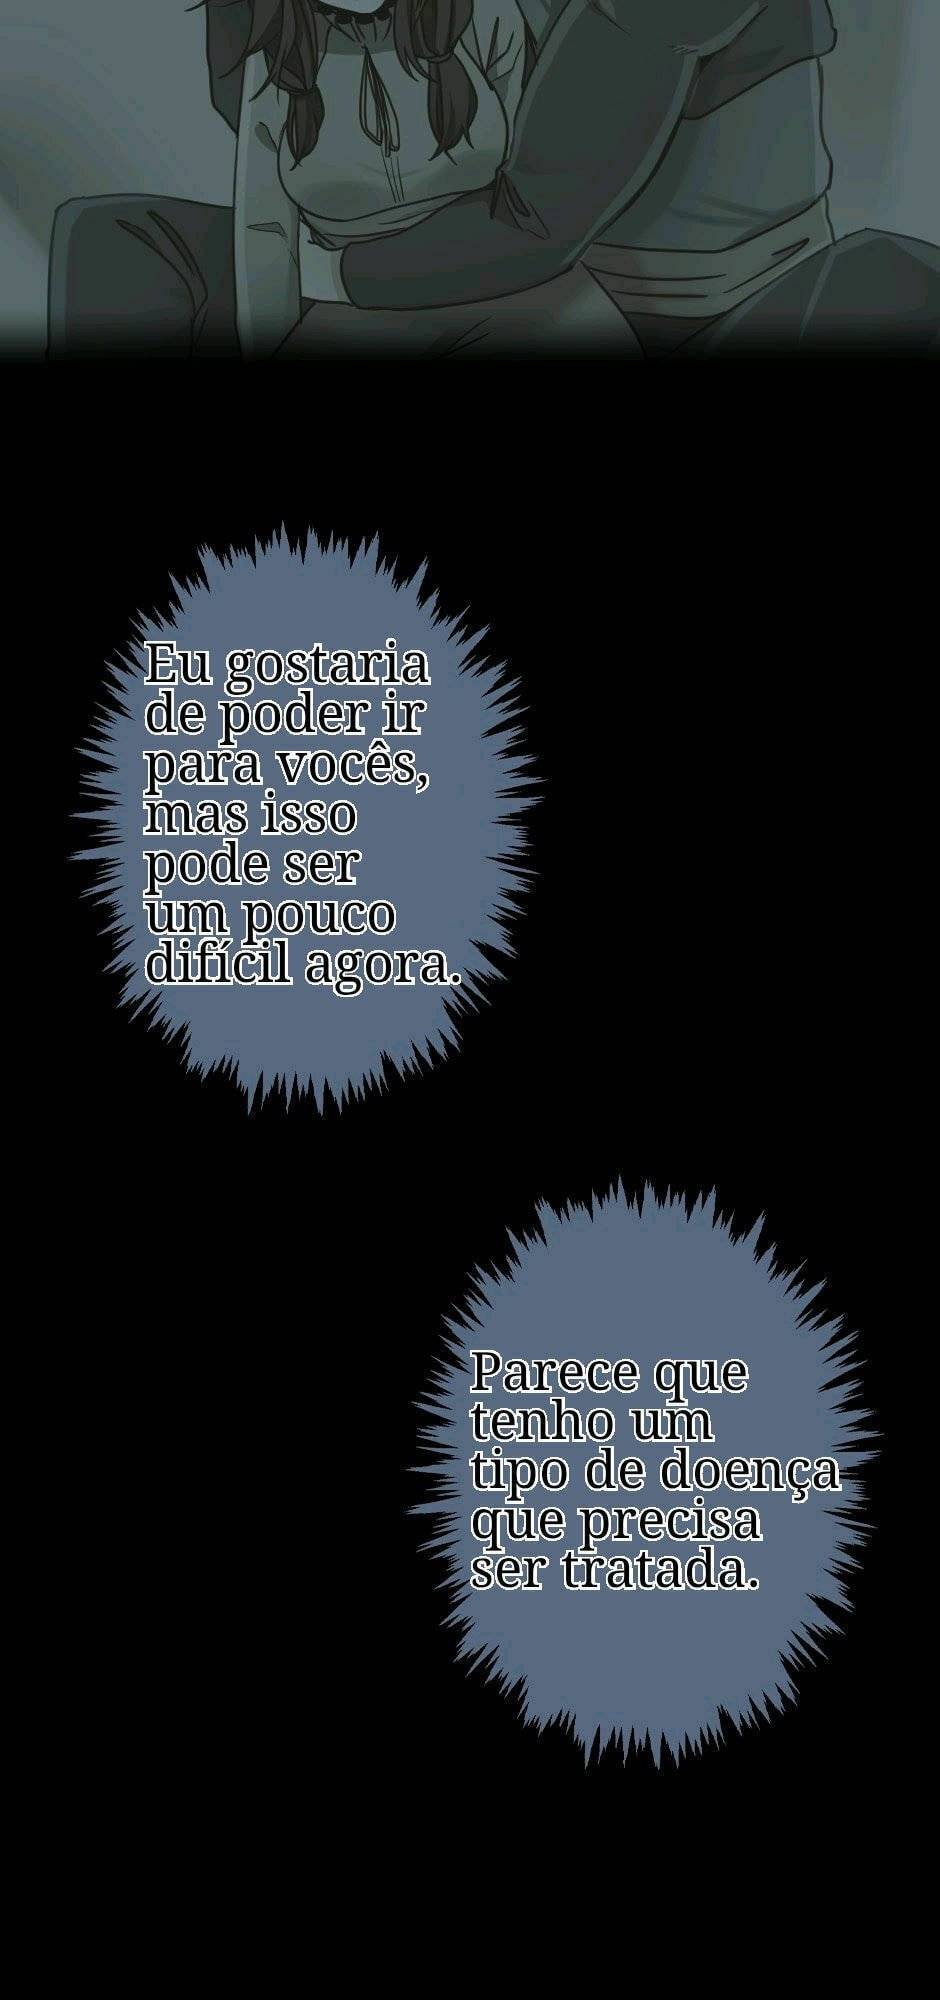 Eu gostaria
de poder ir
para vocês,
mas isso
pode ser
um pouco
difícil agora.
Parece que
tenho um
tipo de doença
que precisa
ser tratada.